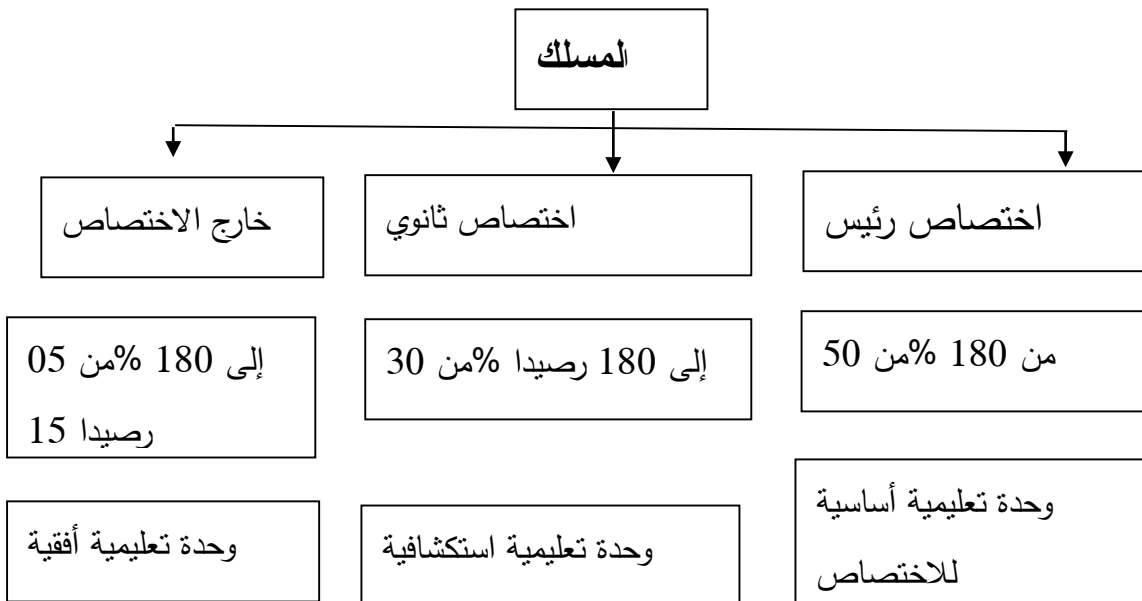 المسلك
اختصاص رئيس
اختصاص ثانوي
خارج الاختصاص
من 180 %من 50
إلى 180 رصيدا %من 30
إلى 180 %من 05
رصيدا 15
وحدة تعليمية أساسية
للاختصاص
وحدة تعليمية استكشافية
وحدة تعليمية أفقية